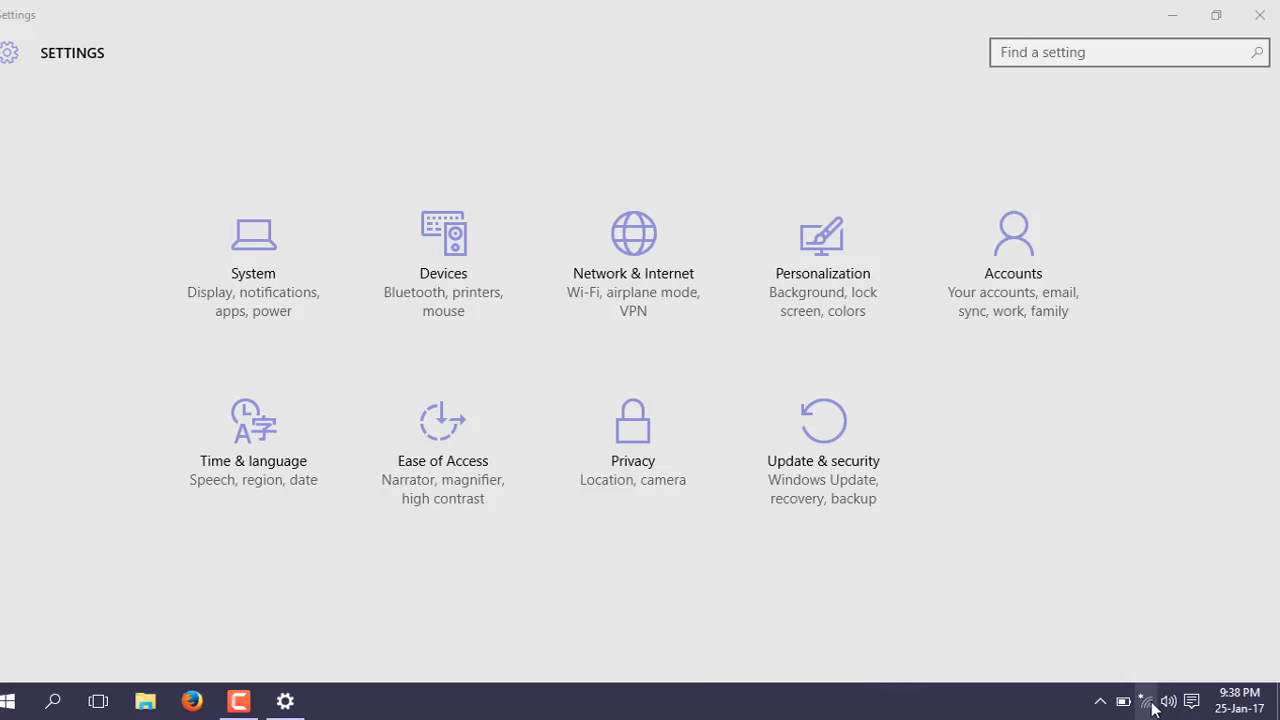 Settings
SETTINGS
Find a setting
System
Display, notifications,
apps, power
Devices
Bluetooth, printers,
mouse
Network & Internet
Wi-Fi, airplane mode,
VPN
Personalization
Background, lock
screen, colors
Accounts
Your accounts, email,
sync, work, family
Time & language
Speech, region, date
Ease of Access
Narrator, magnifier,
high contrast
Privacy
Location, camera
Update & security
Windows Update,
recovery, backup
9:38 PM
25-Jan-17